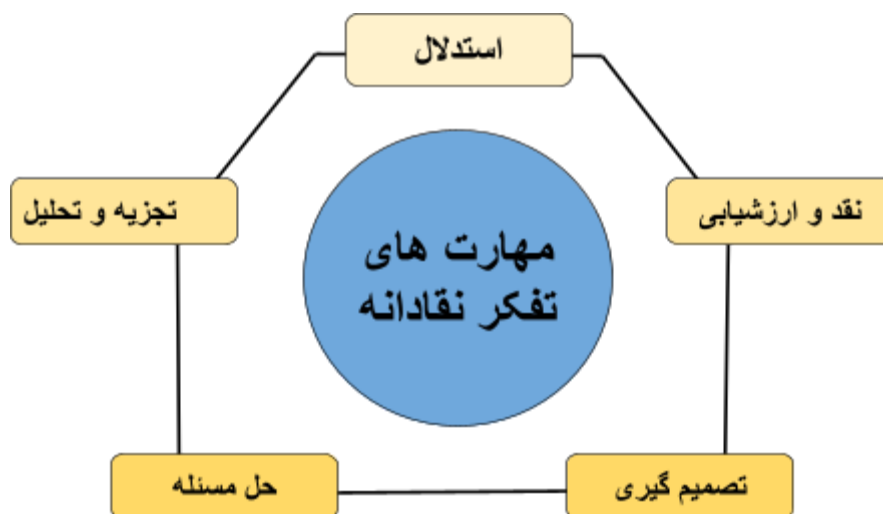 استدلال
تجزیه و تحلیل
نقد و ارزشیابی
مهارت های
تفکر نقادانه
حل مسئله
تصمیم گیری